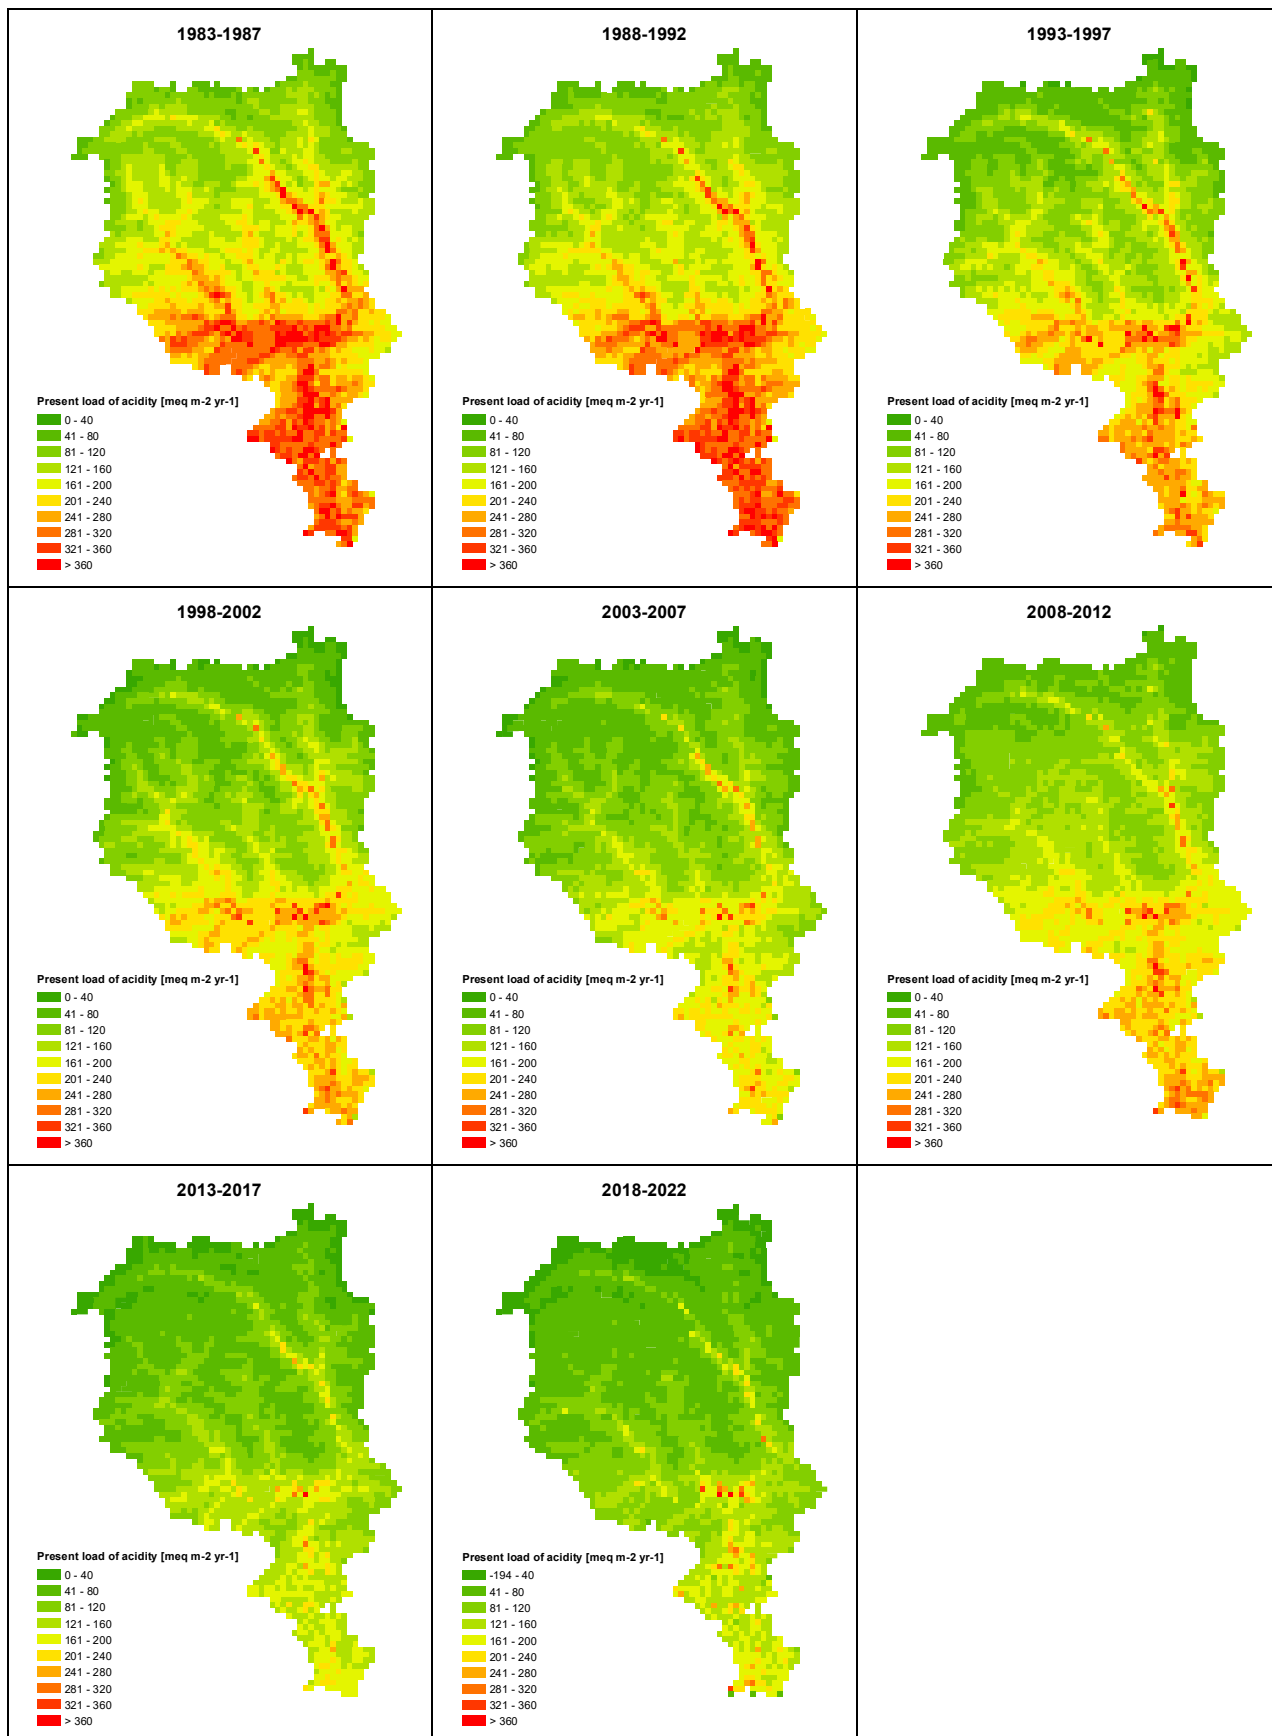 1983-1987
Present load of acidity [meq m-2 yr-1]
0 - 40
41 - 80
81 - 120
121 - 160
161 - 200
201 - 240
241 - 280
281 - 320
321 - 360
> 360
1988-1992
Present load of acidity [meq m-2 yr-1]
0 - 40
41 - 80
81 - 120
121 - 160
161 - 200
201 - 240
241 - 280
281 - 320
321 - 360
> 360
1993-1997
Present load of acidity [meq m-2 yr-1]
0 - 40
41 - 80
81 - 120
121 - 160
161 - 200
201 - 240
241 - 280
281 - 320
321 - 360
> 360
1998-2002
Present load of acidity [meq m-2 yr-1]
0 - 40
41 - 80
81 - 120
121 - 160
161 - 200
201 - 240
241 - 280
281 - 320
321 - 360
> 360
2003-2007
Present load of acidity [meq m-2 yr-1]
0 - 40
41 - 80
81 - 120
121 - 160
161 - 200
201 - 240
241 - 280
281 - 320
321 - 360
> 360
2008-2012
Present load of acidity [meq m-2 yr-1]
0 - 40
41 - 80
81 - 120
121 - 160
161 - 200
201 - 240
241 - 280
281 - 320
321 - 360
> 360
2013-2017
Present load of acidity [meq m-2 yr-1]
0 - 40
41 - 80
81 - 120
121 - 160
161 - 200
201 - 240
241 - 280
281 - 320
321 - 360
> 360
2018-2022
Present load of acidity [meq m-2 yr-1]
-194 - 40
41 - 80
81 - 120
121 - 160
161 - 200
201 - 240
241 - 280
281 - 320
321 - 360
> 360